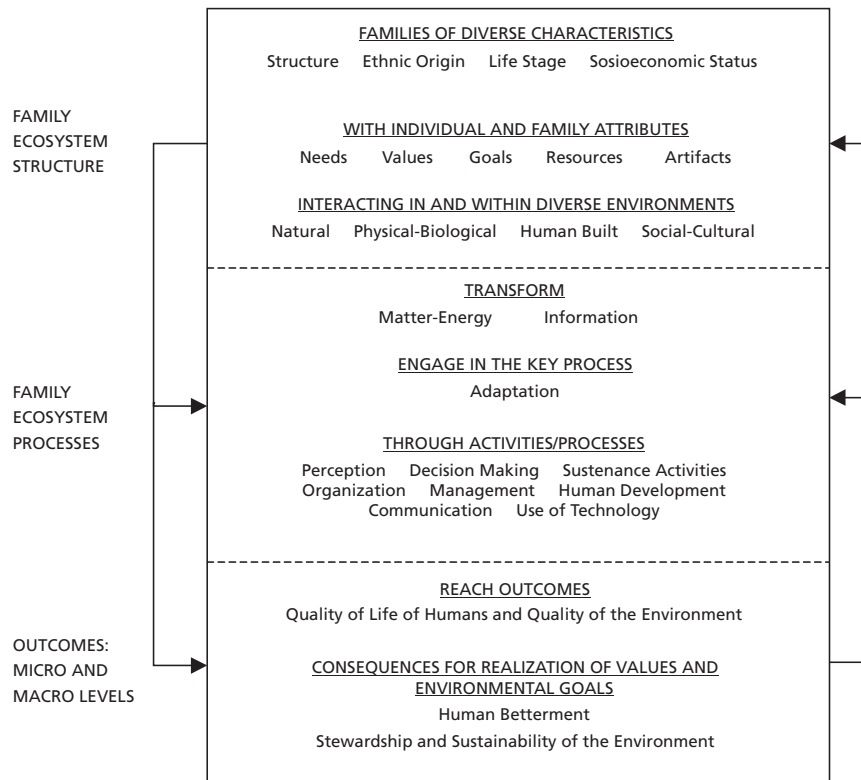 FAMILIES OF DIVERSE CHARACTERISTICS
Structure Ethnic Origin Life Stage Sosioeconomic Status
FAMILY
ECOSYSTEM
STRUCTURE
WITH INDIVIDUAL AND FAMILY ATTRIBUTES
Needs Values Goals Resources Artifacts
INTERACTING IN AND WITHIN DIVERSE ENVIRONMENTS
Natural Physical-Biological Human Built Social-Cultural
TRANSFORM
Matter-Energy Information
ENGAGE IN THE KEY PROCESS
Adaptation
FAMILY
ECOSYSTEM
PROCESSES
THROUGH ACTIVITIES/PROCESSES
Perception Decision Making Sustenance Activities
Organization Management Human Development
Communication Use of Technology
REACH OUTCOMES
Quality of Life of Humans and Quality of the Environment
OUTCOMES:
MICRO AND
MACRO LEVELS
CONSEQUENCES FOR REALIZATION OF VALUES AND
ENVIRONMENTAL GOALS
Human Betterment
Stewardship and Sustainability of the Environment